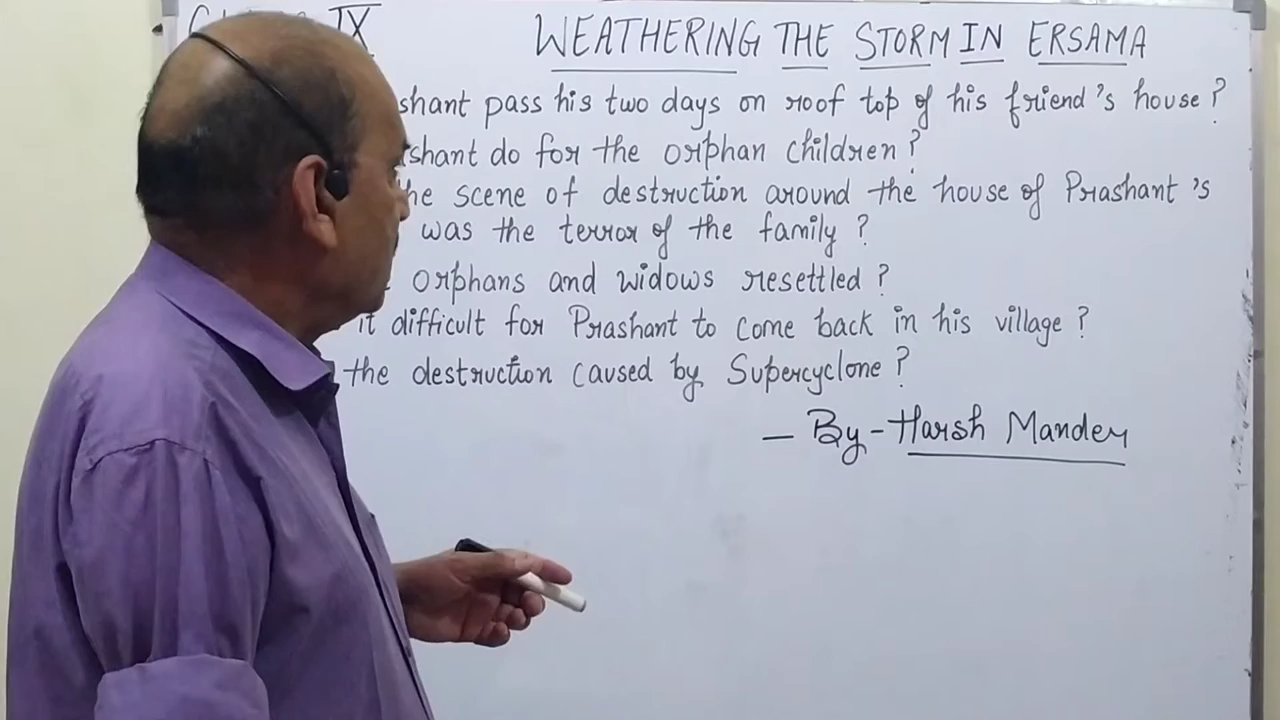 IX WEATHERING THE STORM IN ERSAMA
shant pass his two days on roof top of his friend's house?
shant do for the orphan children?
he scene of destruction around the house of Prashant's
was the terror of the family?
orphans and widows resettled?
it difficult for Prashant to come back in his village?
the destruction caused by Supercyclone?
- By - Harsh Mander